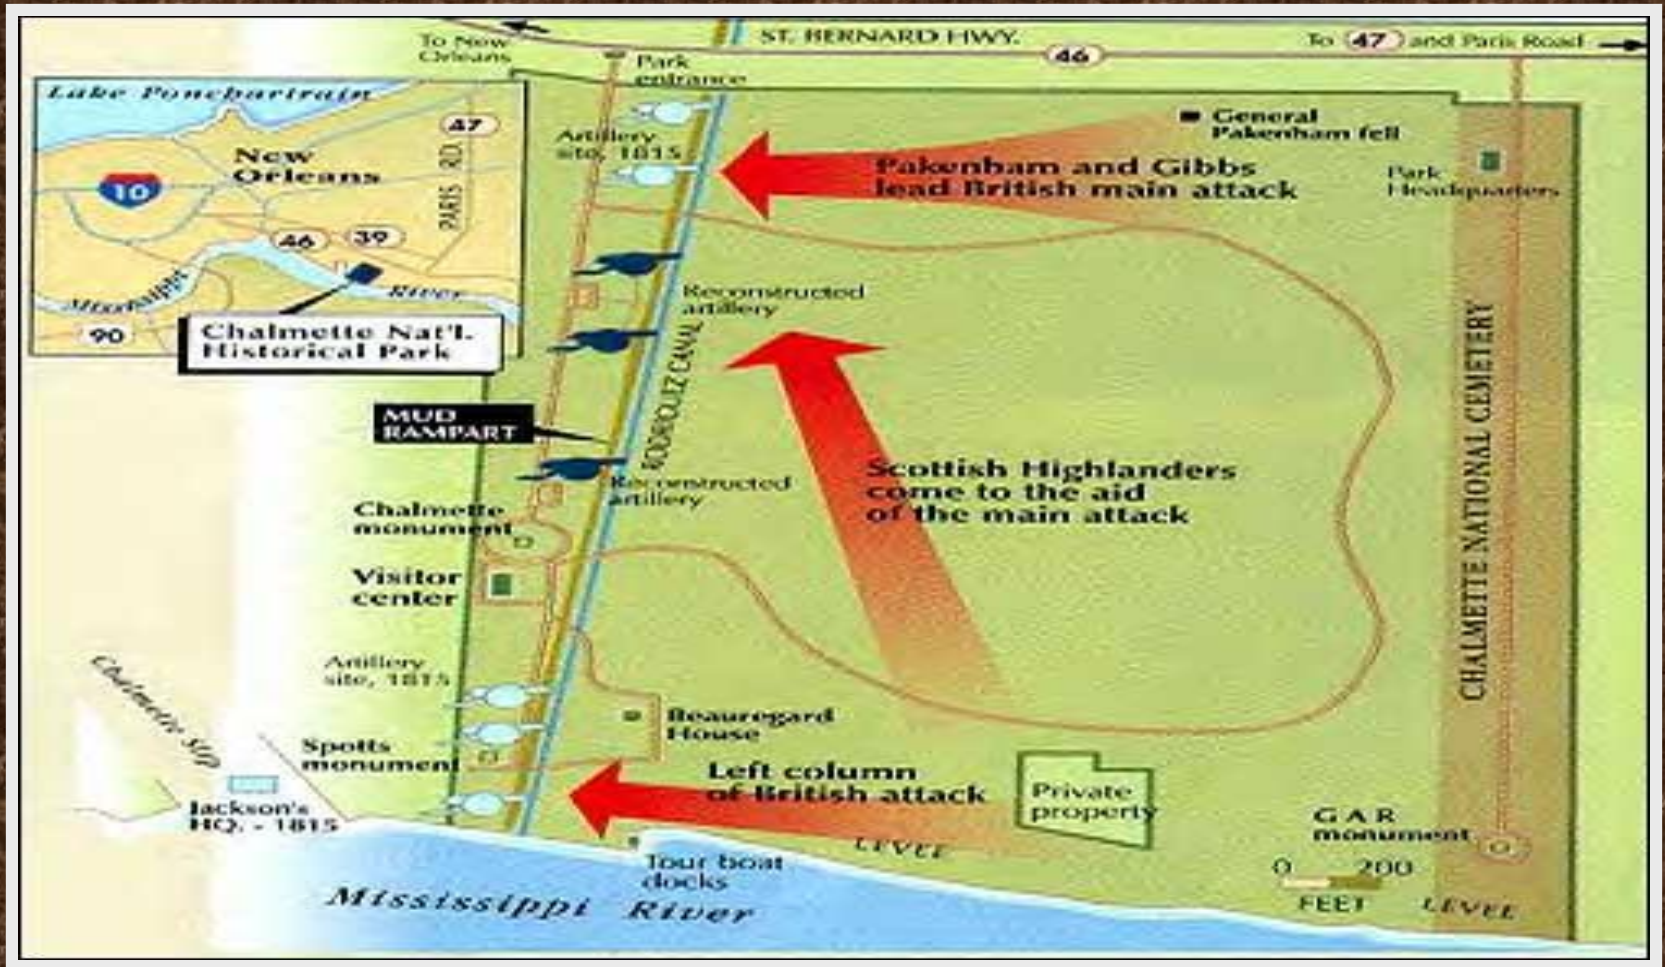 To New
Orleans
ST. BERNARD HWY.
46
To 47 and Paris Road
Park
entrance
Lake Ponchartrain
47
New
Orleans
10
PARIS RD.
46
39
Mississippi
River
90
Chalmette Nat'l.
Historical Park
Artillery
site, 1815
General
Pakenham fell
Pakenham and Gibbs
lead British main attack
Park
Headquarters
Reconstructed
artillery
RODRIQUEZ CANAL
MUD
RAMPART
Reconstructed
artillery
Scottish Highlanders
come to the aid
of the main attack
CHALMETTE NATIONAL CEMETERY
Chalmette
monument
Visitor
center
Artillery
site, 1815
Chalmette slip
Beauregard
House
Spotts
monument
Left column
of British attack
Private
property
Jackson's
HQ. - 1815
G A R
monument
LEVEE
Tour boat
docks
0 200
FEET
LEVEE
Mississippi River